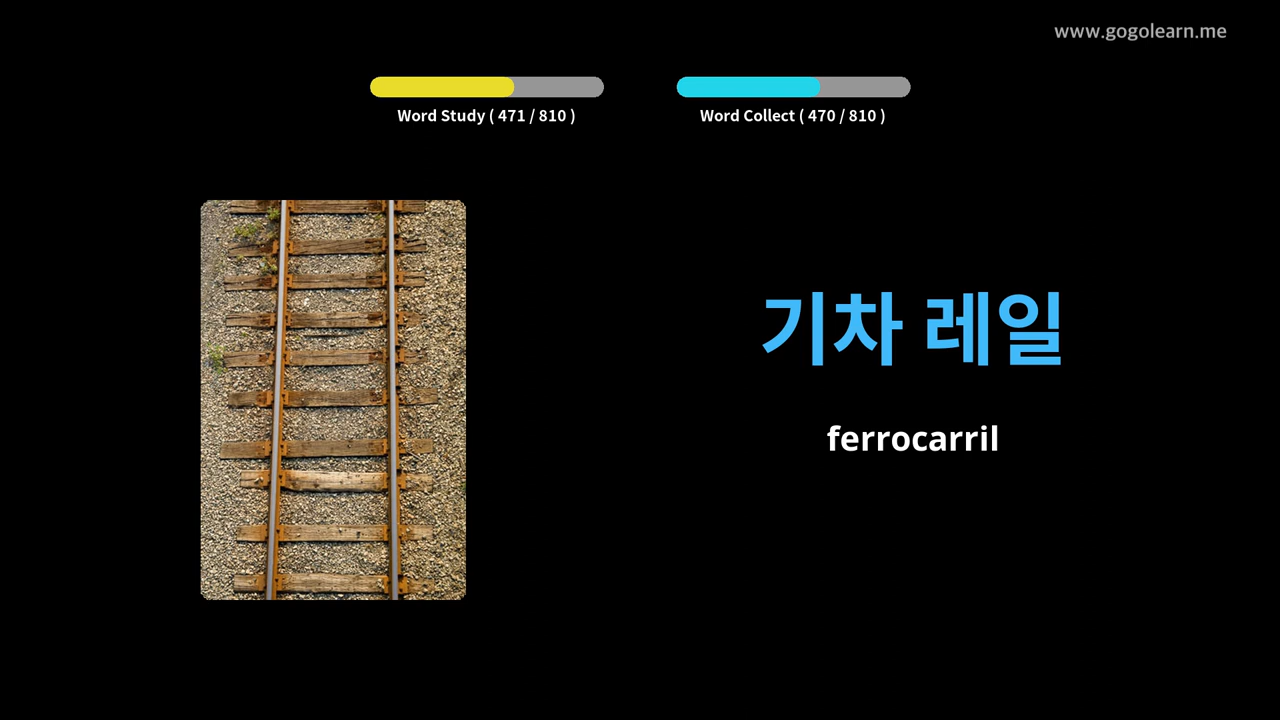 www.gogolearn.me
Word Study ( 471 / 810 )
Word Collect ( 470 / 810 )
기차 레일
ferrocarril